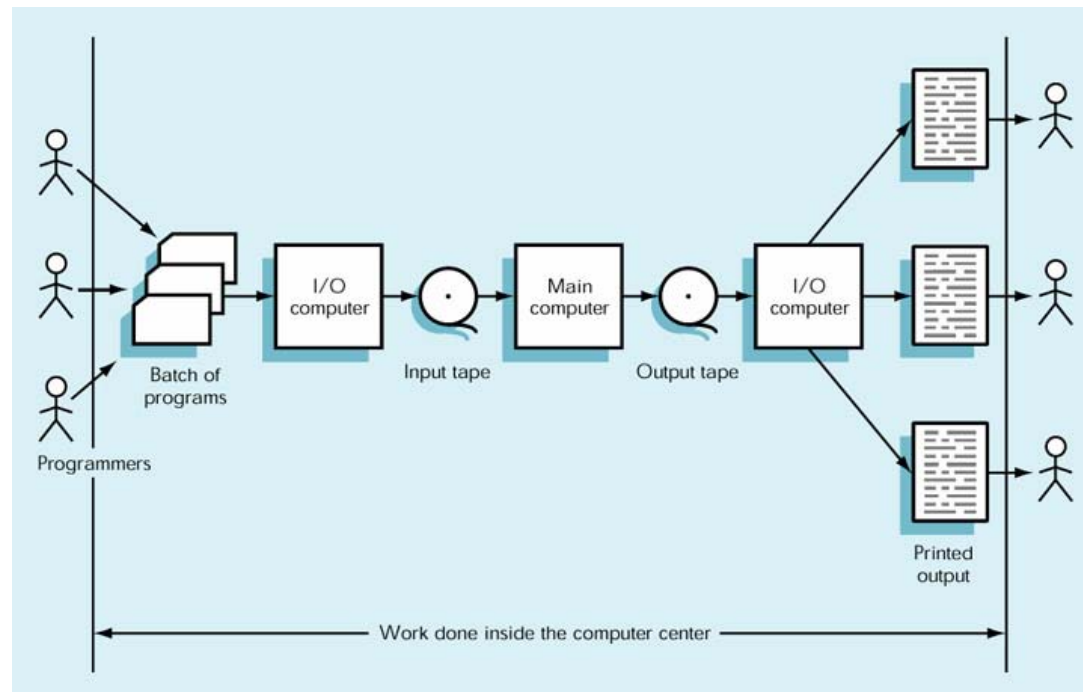 Programmers
Batch of
programs
I/O
computer
Input tape
Main
computer
Output tape
I/O
computer
Printed
output
Work done inside the computer center